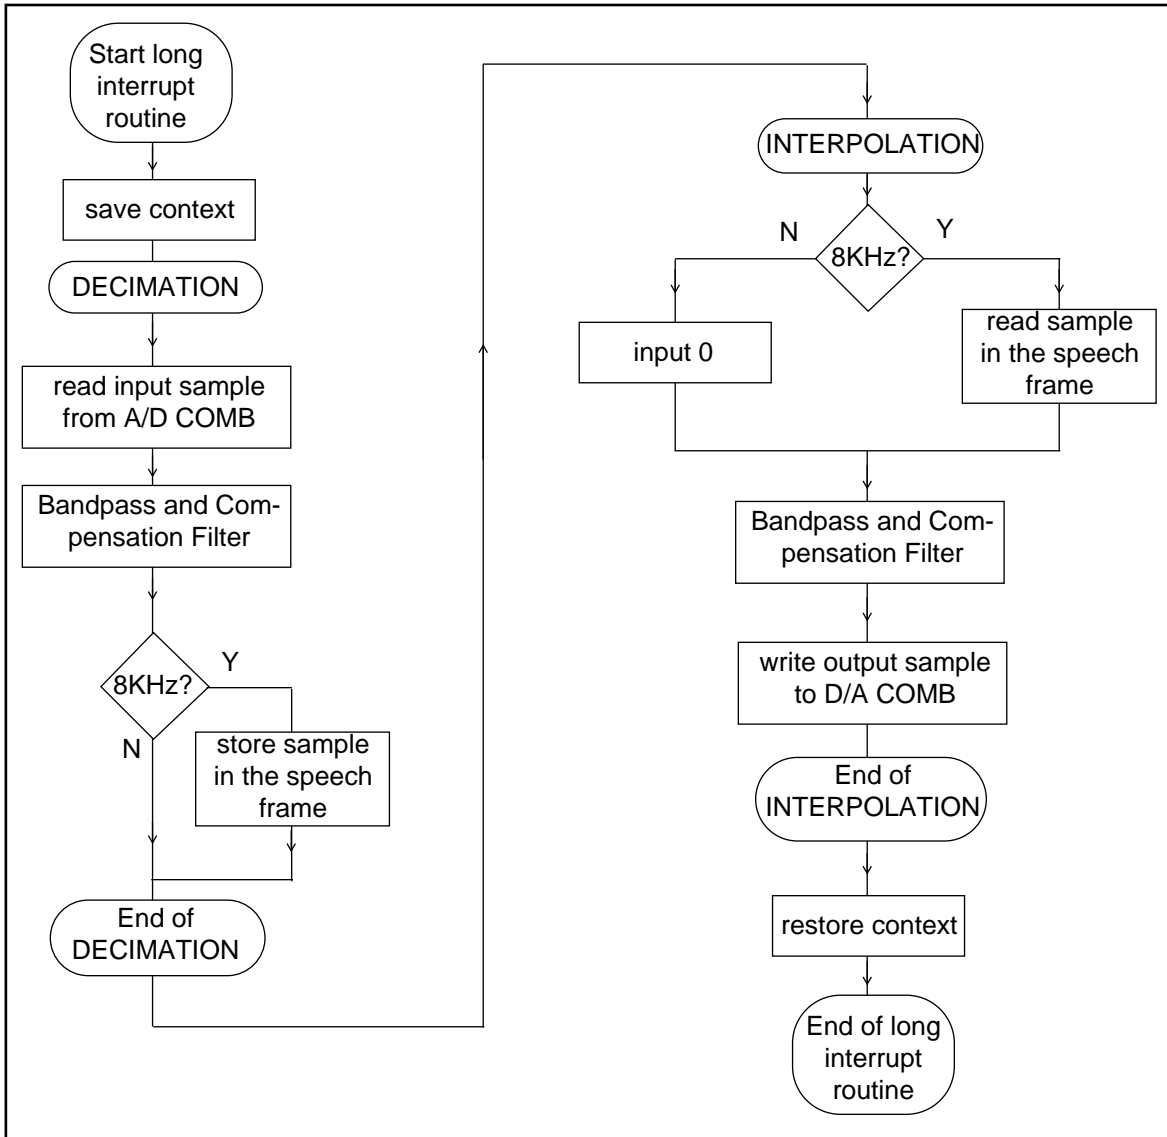 Start long
interrupt
routine
save context
DECIMATION
read input sample
from A/D COMB
Bandpass and Com-
pensation Filter
8KHz?
Y
N
store sample
in the speech
frame
End of
DECIMATION
INTERPOLATION
N
Y
8KHz?
input 0
read sample
in the speech
frame
Bandpass and Com-
pensation Filter
write output sample
to D/A COMB
End of
INTERPOLATION
restore context
End of long
interrupt
routine